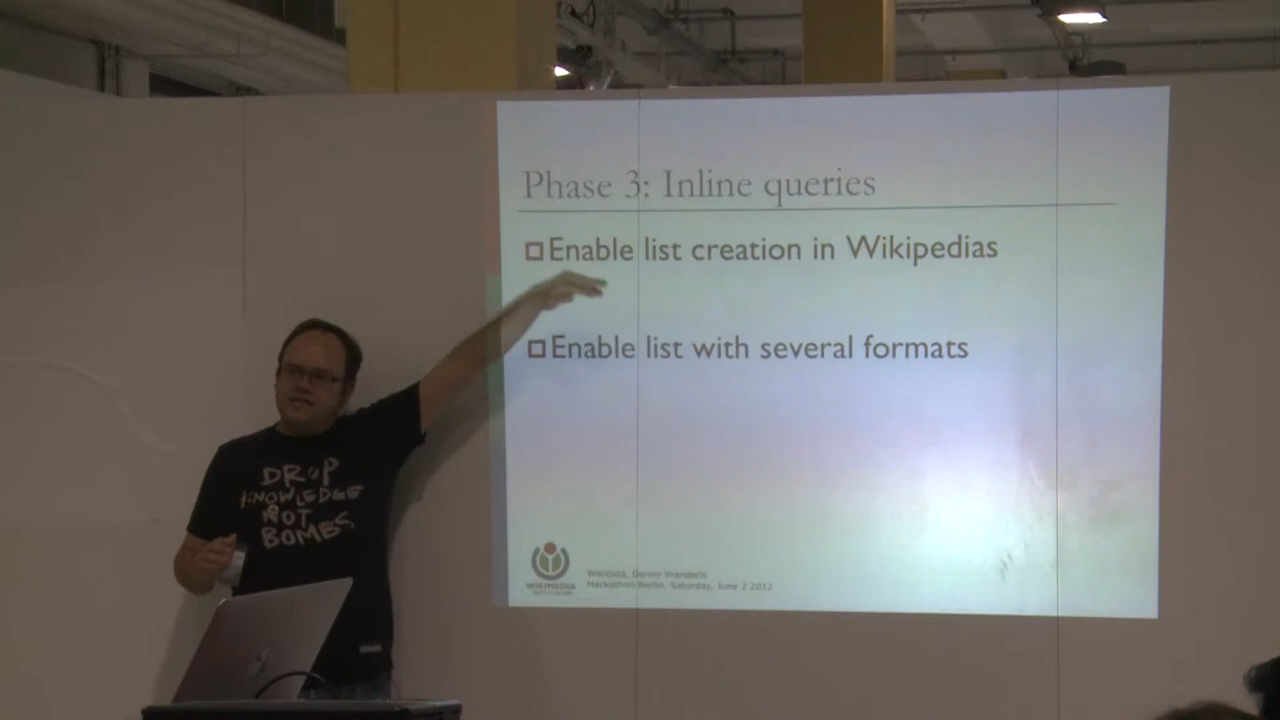 Phase 3: Inline queries
Enable list creation in Wikipedias
Enable list with several formats
DROP
KNOWLEDGE
NOT
BOMBS
WIKIMEDIA
Wikidata, Denny Vrandečić
Hackathon Berlin, Saturday, June 2 2012